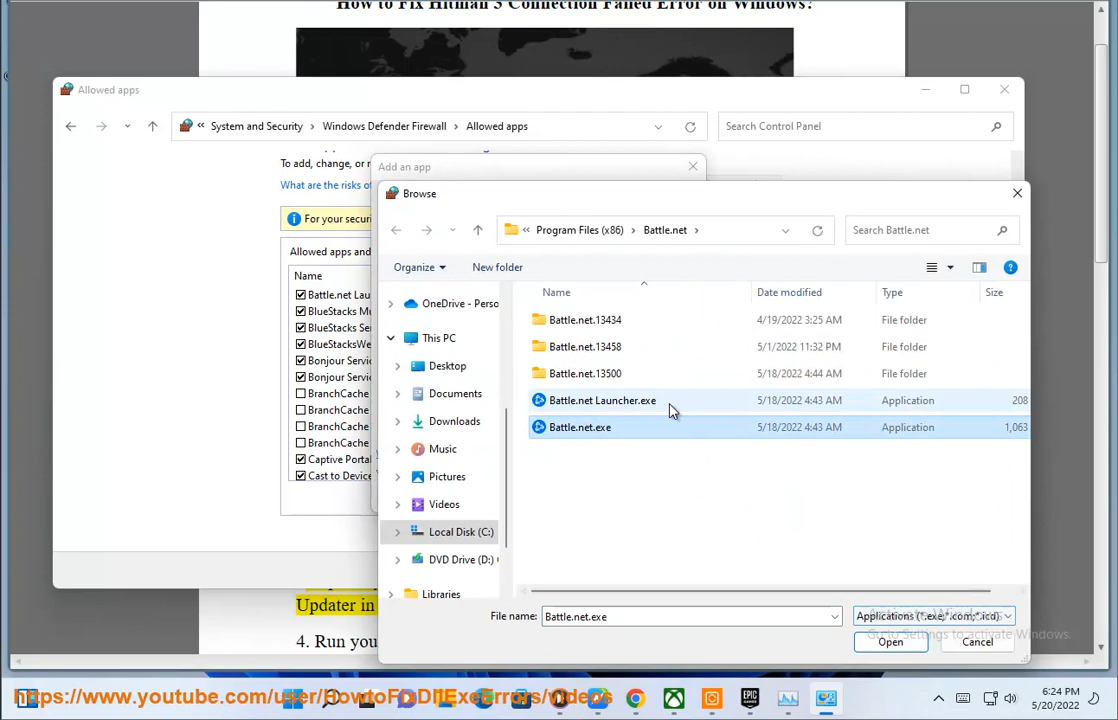 How to Fix Hitman 3 Connection Failed Error on Windows?
Allowed apps
« System and Security > Windows Defender Firewall > Allowed apps
Search Control Panel
To add, change, or r
What are the risks of
Add an app
For your securi
Allowed apps and
Name
Battle.net Lau
BlueStacks Mu
BlueStacks Se
BlueStacksWe
Bonjour Servic
Bonjour Servic
BranchCache
BranchCache
BranchCache
BranchCache
Captive Porta
Cast to Device
Browse
« Program Files (x86) > Battle.net >
Search Battle.net
Organize
New folder
Name Date modified Type Size
OneDrive - Perso
This PC
Desktop
Documents
Downloads
Music
Pictures
Videos
Local Disk (C:)
DVD Drive (D:)
Libraries
Battle.net.13434 4/19/2022 3:25 AM File folder
Battle.net.13458 5/1/2022 11:32 PM File folder
Battle.net.13500 5/18/2022 4:44 AM File folder
Battle.net Launcher.exe 5/18/2022 4:43 AM Application 208
Battle.net.exe 5/18/2022 4:43 AM Application 1,063
File name: Battle.net.exe
Applications (*.exe;*.com;*.icd)
Activate Windows
Go to Settings to activate Windows.
Open
Cancel
Updater in
4. Run you
https://www.youtube.com/user/HowtoFixDllExeErrors/videos
EPIC GAMES
6:24 PM
5/20/2022